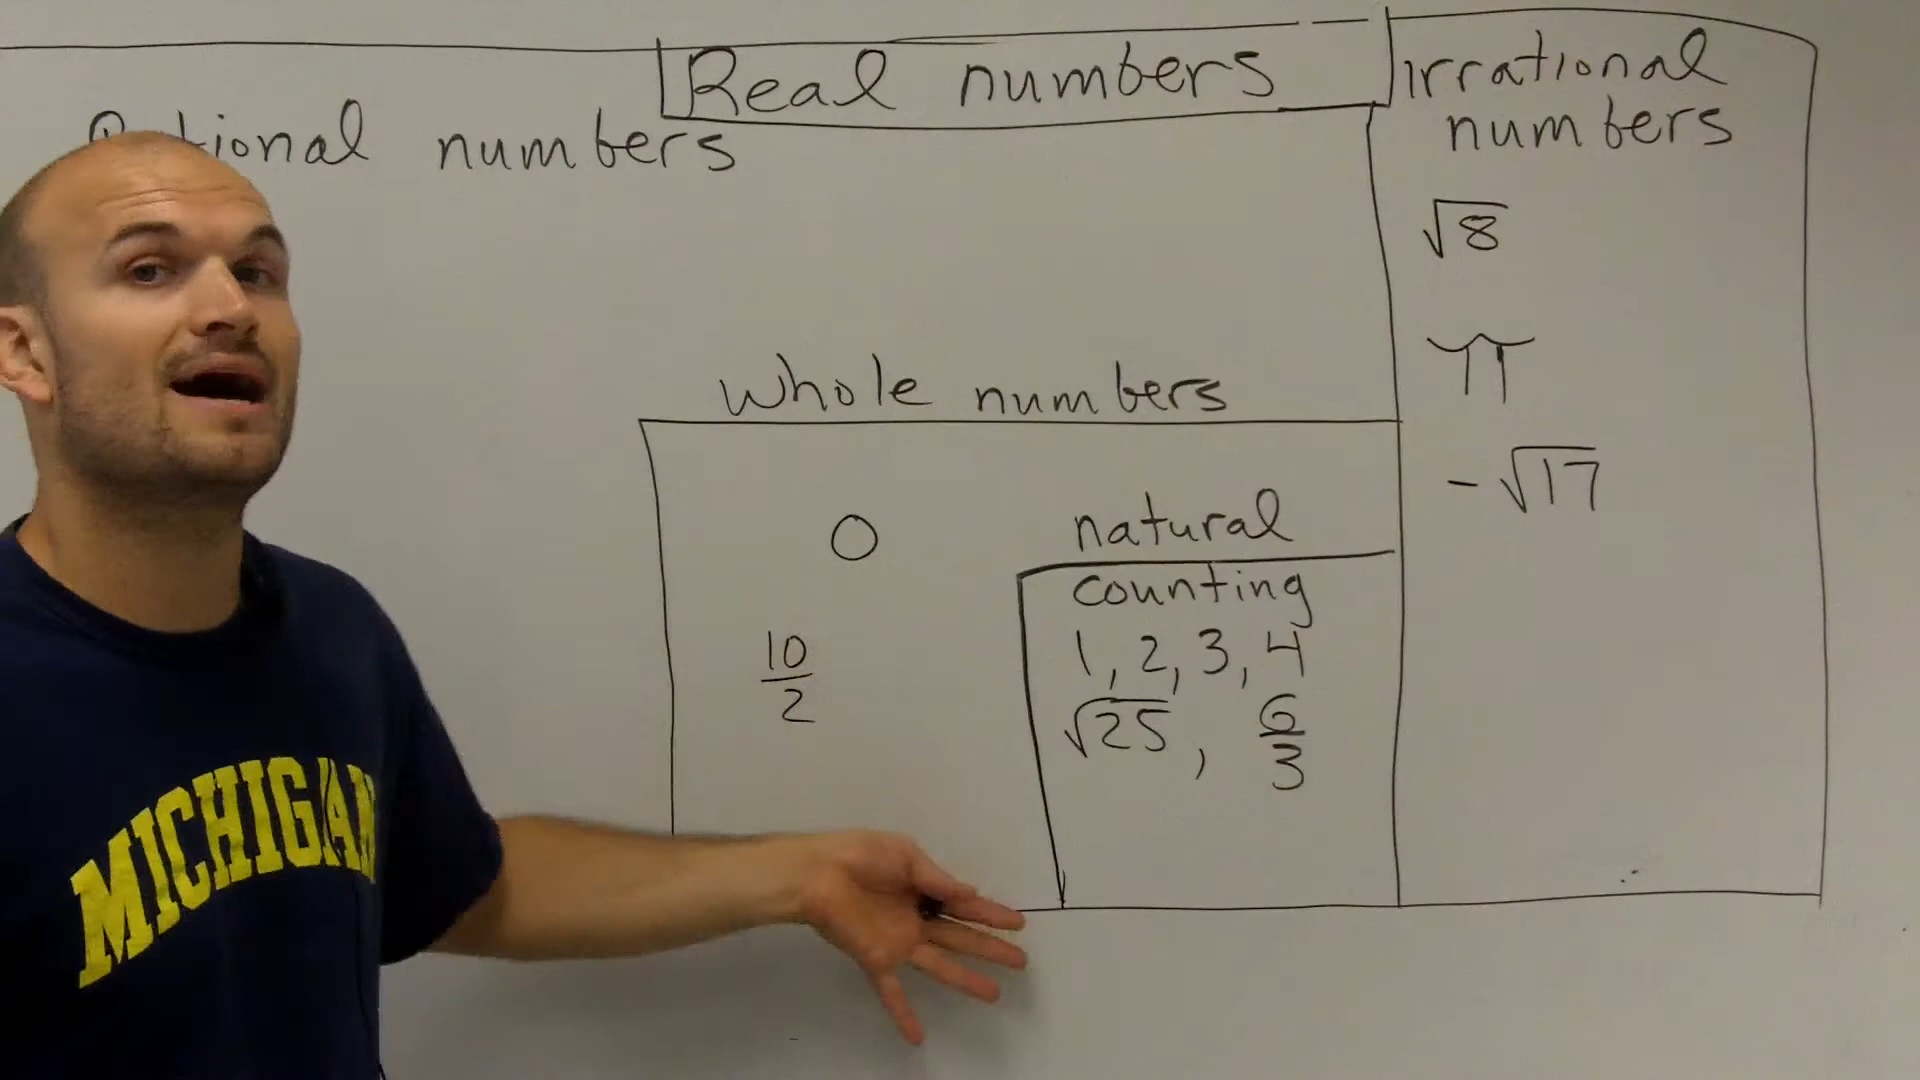 Real numbers
Rational numbers
irrational
numbers
√8
π
-√17
Whole numbers
0
10/2
natural
counting
1, 2, 3, 4
√25, 6/3
MICHIGAN